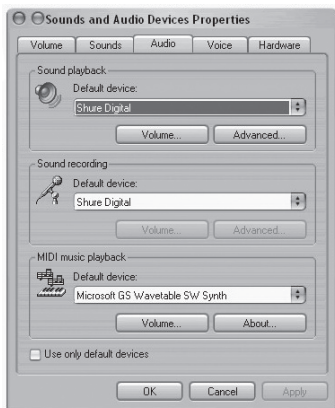 Sounds and Audio Devices Properties
Volume Sounds Audio Voice Hardware
Sound playback
Default device:
Shure Digital
Volume... Advanced...
Sound recording
Default device:
Shure Digital
Volume... Advanced...
MIDI music playback
Default device:
Microsoft GS Wavetable SW Synth
Volume... About...
Use only default devices
OK Cancel Apply